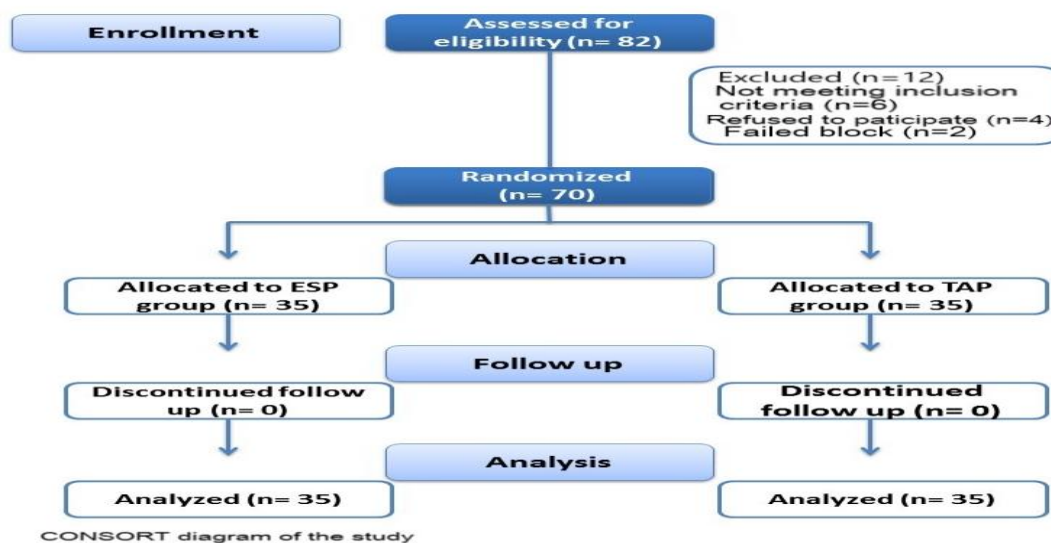 Enrollment
Assessed for
eligibility (n= 82)
Excluded (n=12)
Not meeting inclusion
criteria (n=6)
Refused to paticipate (n=4)
Failed block (n=2)
Randomized
(n= 70)
Allocation
Allocated to ESP
group (n= 35)
Allocated to TAP
group (n= 35)
Follow up
Discontinued follow
up (n= 0)
Discontinued
follow up (n= 0)
Analysis
Analyzed (n= 35)
Analyzed (n= 35)
CONSORT diagram of the study